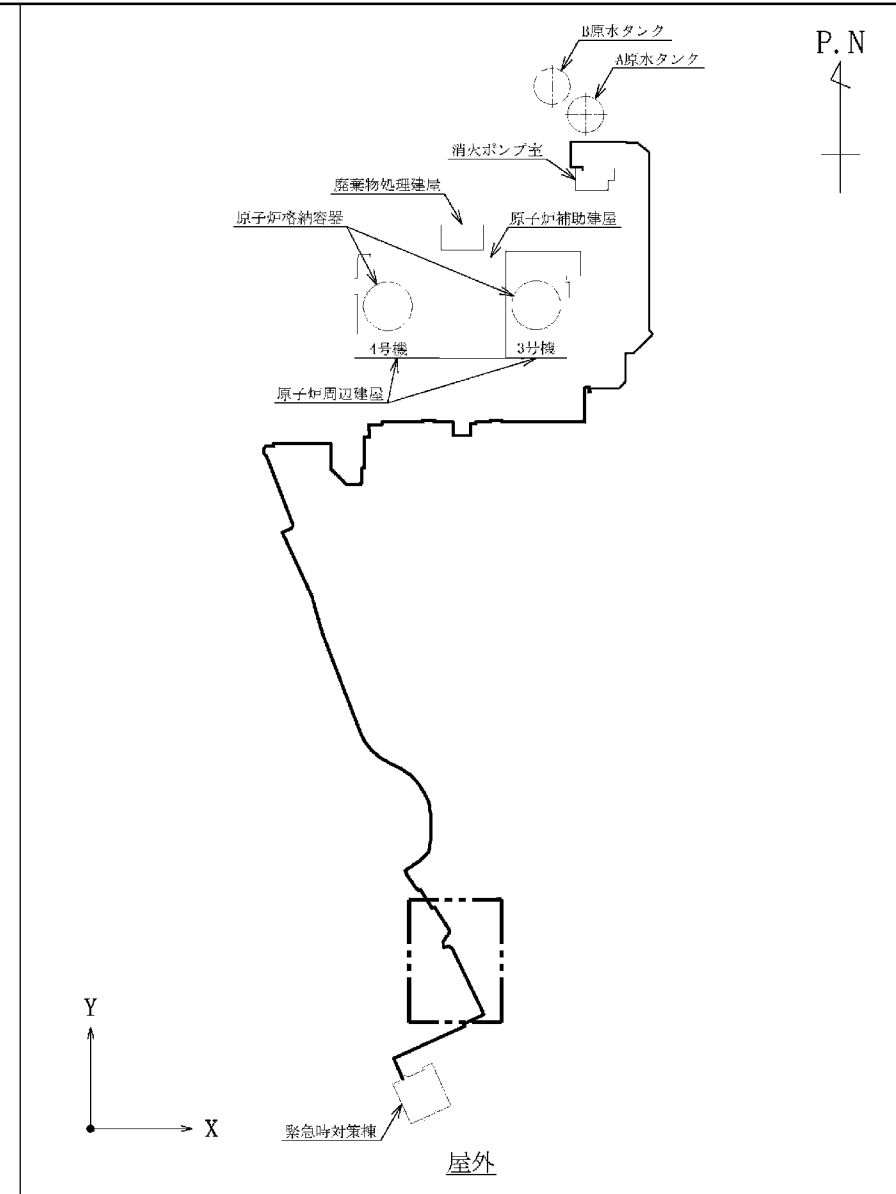 B原水タンク
P.N
A原水タンク
消火ポンプ室
廃棄物処理建屋
原子炉格納容器
原子炉補助建屋
4号機
3号機
原子炉周辺建屋
Y
X
緊急時対策棟
屋外